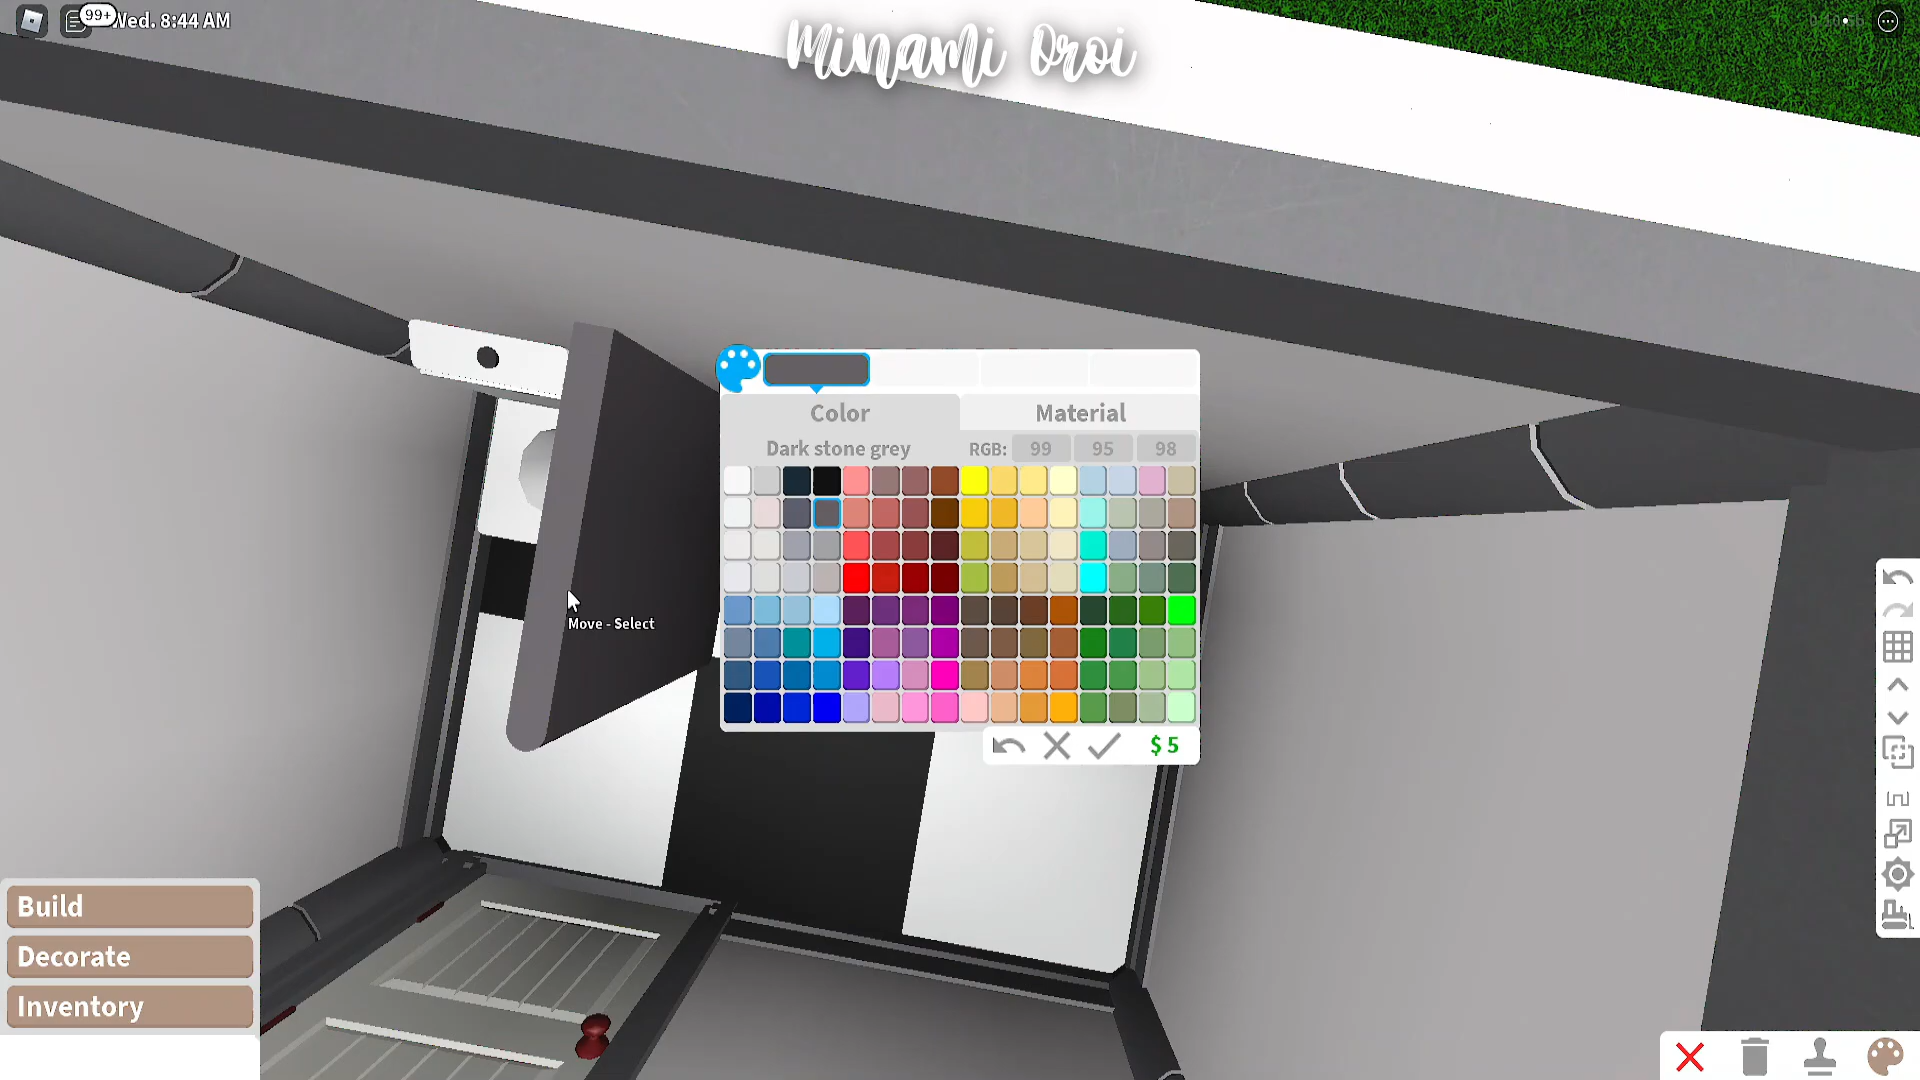 99+
Wed. 8:44 AM
Minami Oroi
Color
Material
Dark stone grey
RGB: 99 95 98
Move - Select
$ 5
Build
Decorate
Inventory